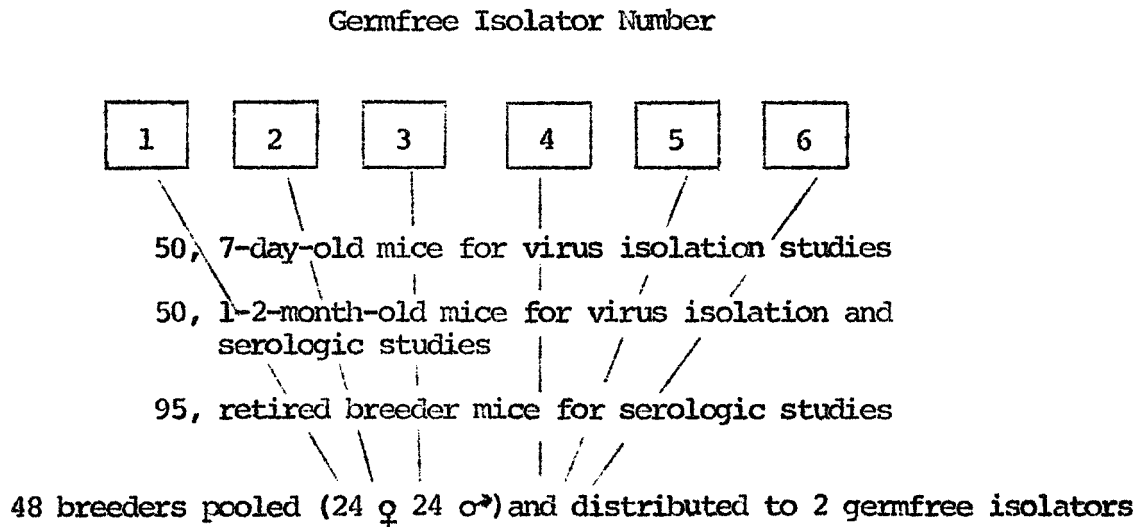 Germfree Isolator Number
1 2 3 4 5 6
50, 7-day-old mice for virus isolation studies
50, 1-2-month-old mice for virus isolation and
serologic studies
95, retired breeder mice for serologic studies
48 breeders pooled (24 ♀ 24 ♂) and distributed to 2 germfree isolators